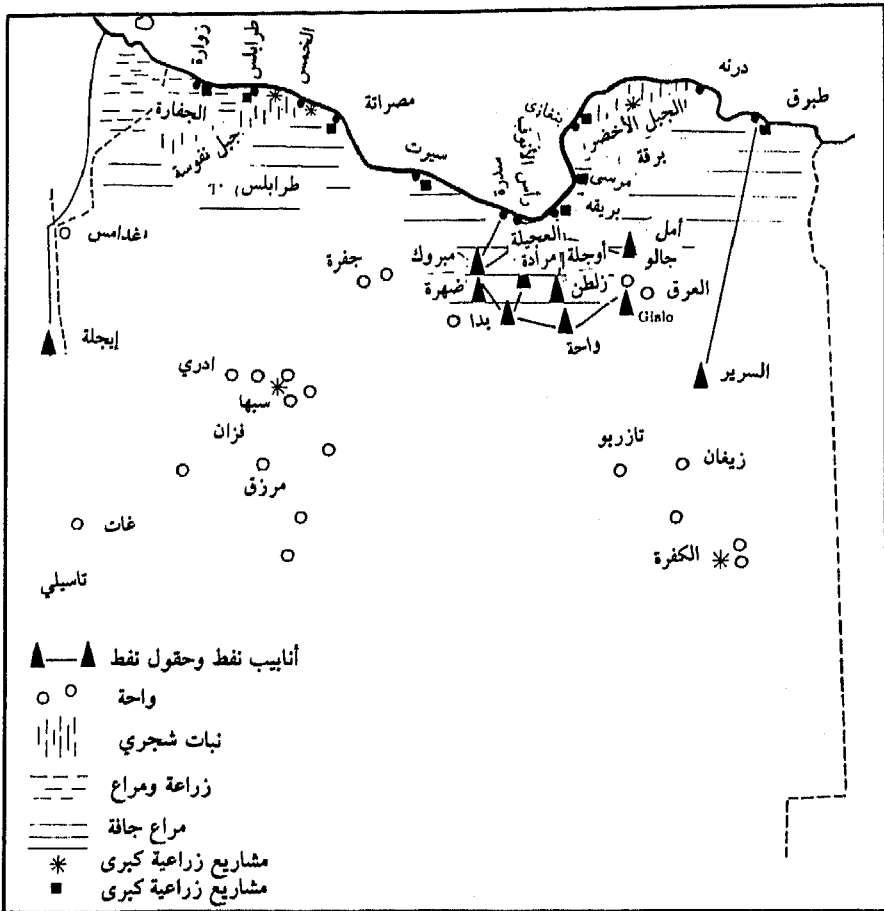 زوارة
طرابلس
الخمس
مصراتة
درنه
طبرق
الجفارة
جبل نفوسة
طرابلس
سيرت
سدرة
رأس الأنوف
بنغازي
الجبل الأخضر
برقة
مرسى
بريقه
العجيلة
غدامس
جفرة
مبروك
مرادة
أوجلة
أمل
جالو
ضهرة
زلطن
العرق
Gialo
بدا
واحة
إيجلة
السرير
ادري
سبها
فزان
تازربو
زيفان
مرزق
غات
الكفرة
تاسيلي
أنابيب نفط وحقول نفط
واحة
نبات شجري
زراعة ومراع
مراع جافة
مشاريع زراعية كبرى
مشاريع زراعية كبرى